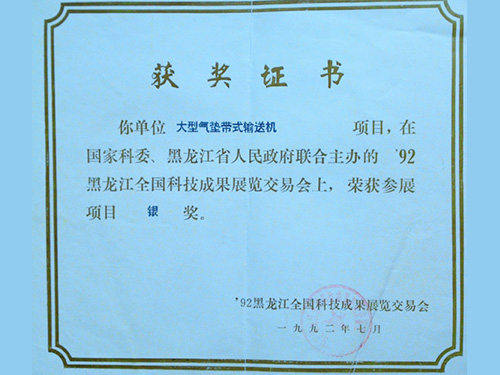 获奖证书
你单位 大型气垫带式输送机 项目,在
国家科委、黑龙江省人民政府联合主办的 '92
黑龙江全国科技成果展览交易会上,荣获参展
项目 银 奖。
'92黑龙江全国科技成果展览交易会
一九九二年七月